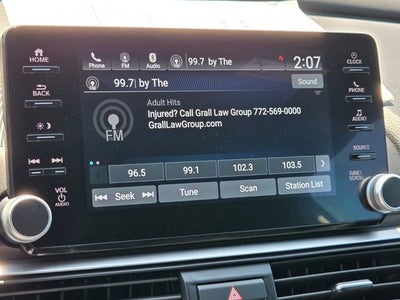 Phone FM Bluetooth 99.7 by The 2:07
HOME
CLOCK
99.7| by The Sound
BACK
PHONE
Adult Hits
Injured? Call Grall Law Group 772-569-0000
GrallLawGroup.com
FM
AUDIO
SOURCE
96.5 99.1 102.3 103.5
VOL
AUDIO
Seek Tune Scan Station List
TUNE/
SCROLL